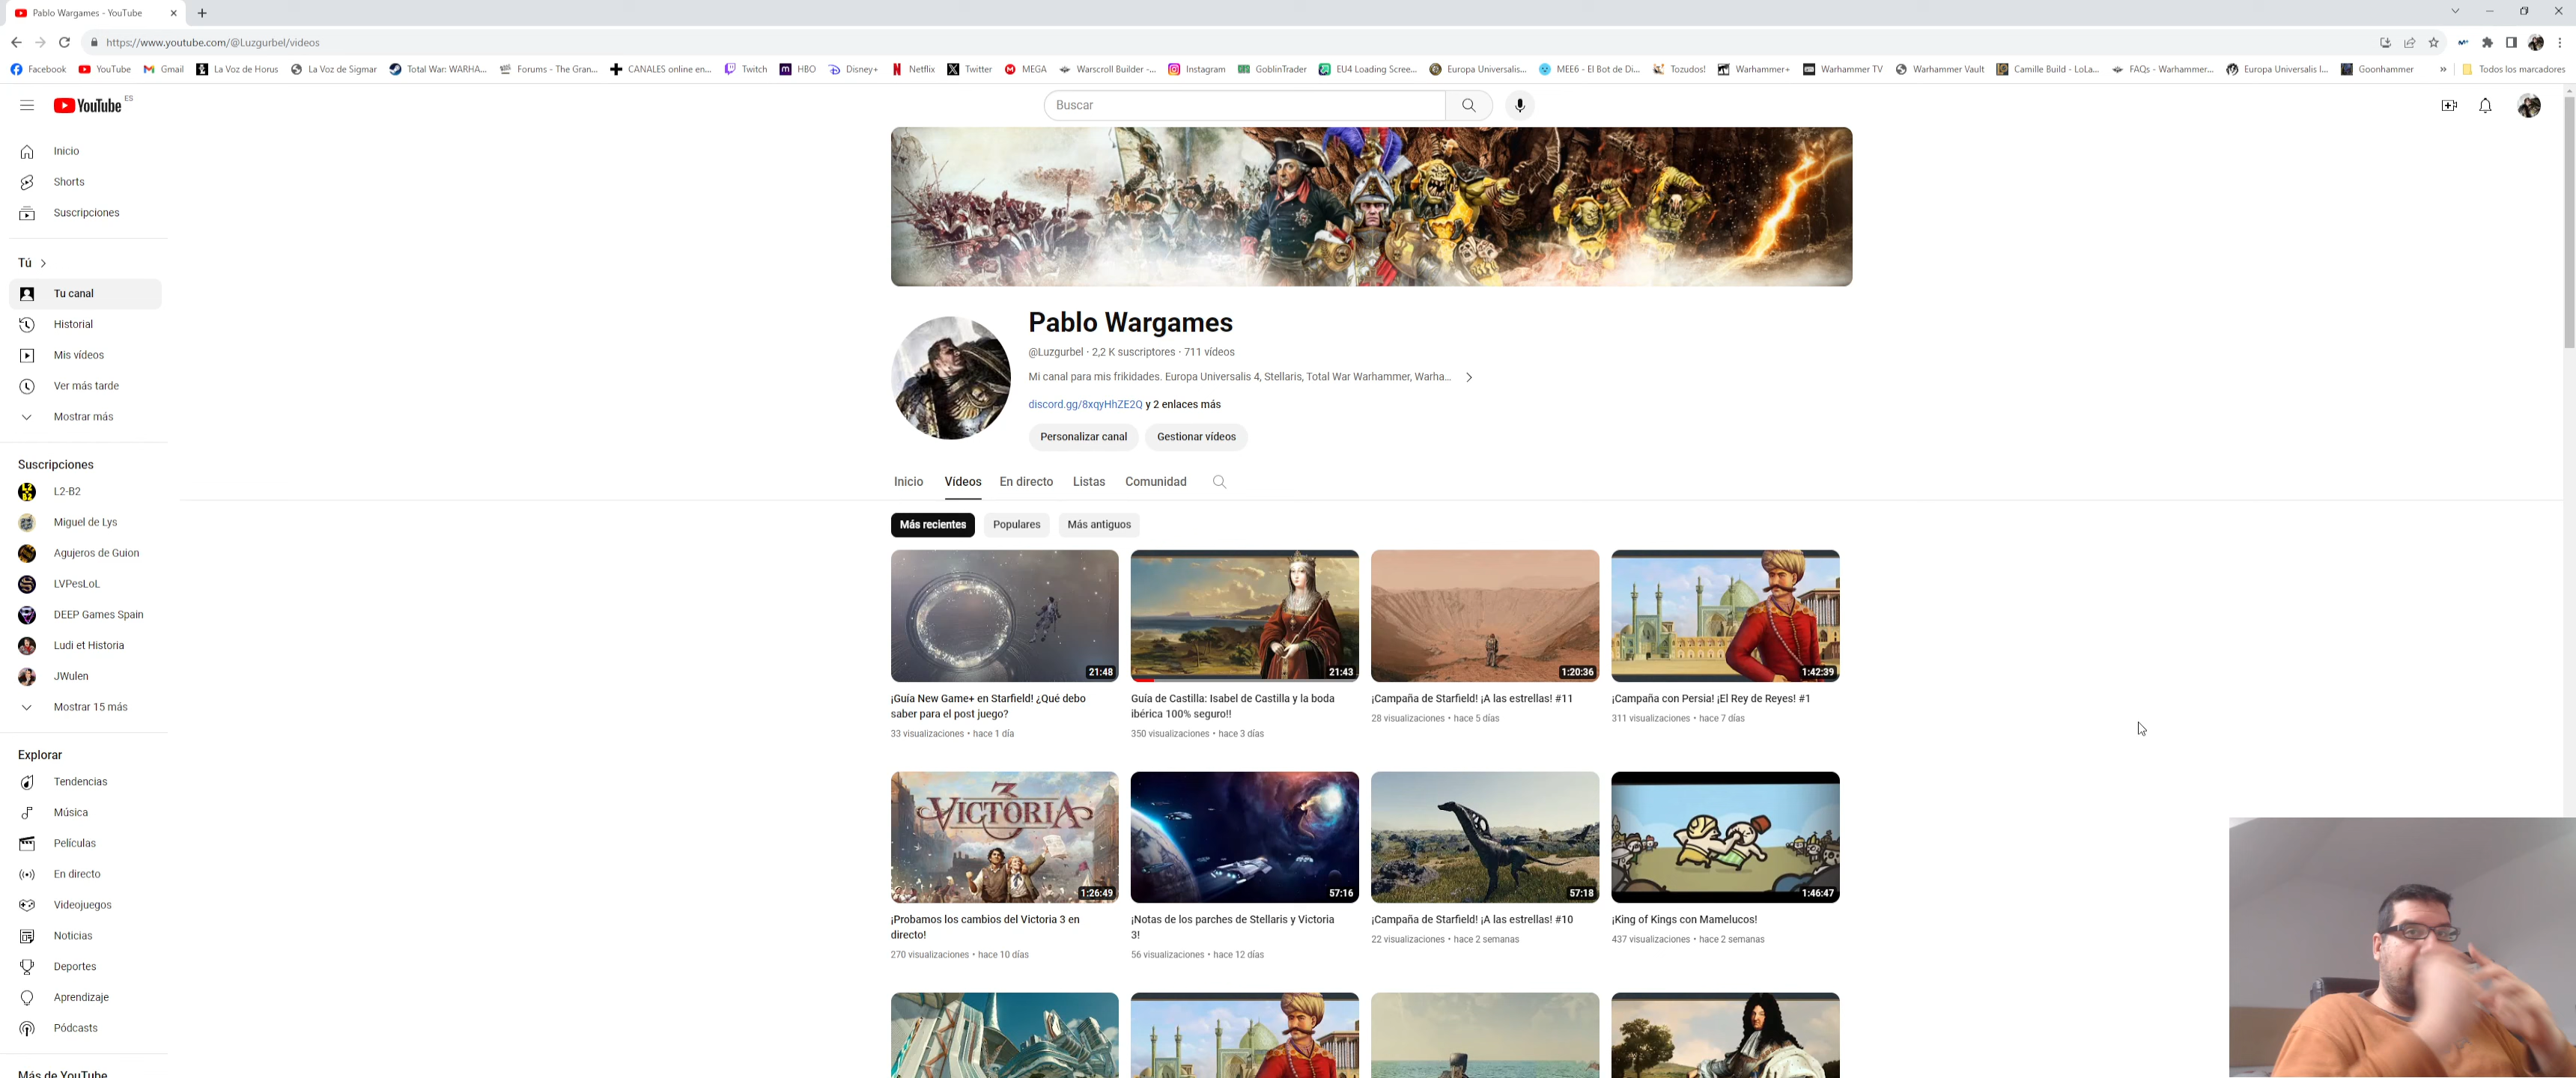 Pablo Wargames - YouTube
https://www.youtube.com/@Luzgurbel/videos
Facebook YouTube Gmail La Voz de Horus La Voz de Sigmar Total War: WARHA... Forums - The Gran... CANALES online en... Twitch HBO Disney+ Netflix Twitter MEGA Warscroll Builder -... Instagram GoblinTrader EU4 Loading Scree... Europa Universalis... MEE6 - El Bot de Di... Tozudos! Warhammer+ Warhammer TV Warhammer Vault Camille Build - LoLa... FAQs - Warhammer... Europa Universalis I... Goonhammer » Todos los marcadores
YouTube ES
Buscar
Inicio
Shorts
Suscripciones
Tú
Tu canal
Historial
Mis vídeos
Ver más tarde
Mostrar más
Suscripciones
L2-B2
Miguel de Lys
Agujeros de Guion
LVPesLoL
DEEP Games Spain
Ludi et Historia
JWulen
Mostrar 15 más
Explorar
Tendencias
Música
Películas
En directo
Videojuegos
Noticias
Deportes
Aprendizaje
Pódcasts
Más de YouTube
Pablo Wargames
@Luzgurbel · 2,2 K suscriptores · 711 vídeos
Mi canal para mis frikidades. Europa Universalis 4, Stellaris, Total War Warhammer, Warha...
discord.gg/8xqyHhZE2Q y 2 enlaces más
Personalizar canal Gestionar vídeos
Inicio Vídeos En directo Listas Comunidad
Más recientes Populares Más antiguos
21:48
¡Guía New Game+ en Starfield! ¿Qué debo
saber para el post juego?
33 visualizaciones • hace 1 día
21:43
Guía de Castilla: Isabel de Castilla y la boda
ibérica 100% seguro!!
350 visualizaciones • hace 3 días
1:20:36
¡Campaña de Starfield! ¡A las estrellas! #11
28 visualizaciones • hace 5 días
1:42:39
¡Campaña con Persia! ¡El Rey de Reyes! #1
311 visualizaciones • hace 7 días
VICTORIA 3
1:26:49
¡Probamos los cambios del Victoria 3 en
directo!
270 visualizaciones • hace 10 días
57:16
¡Notas de los parches de Stellaris y Victoria
3!
56 visualizaciones • hace 12 días
57:18
¡Campaña de Starfield! ¡A las estrellas! #10
22 visualizaciones • hace 2 semanas
1:46:47
¡King of Kings con Mamelucos!
437 visualizaciones • hace 2 semanas